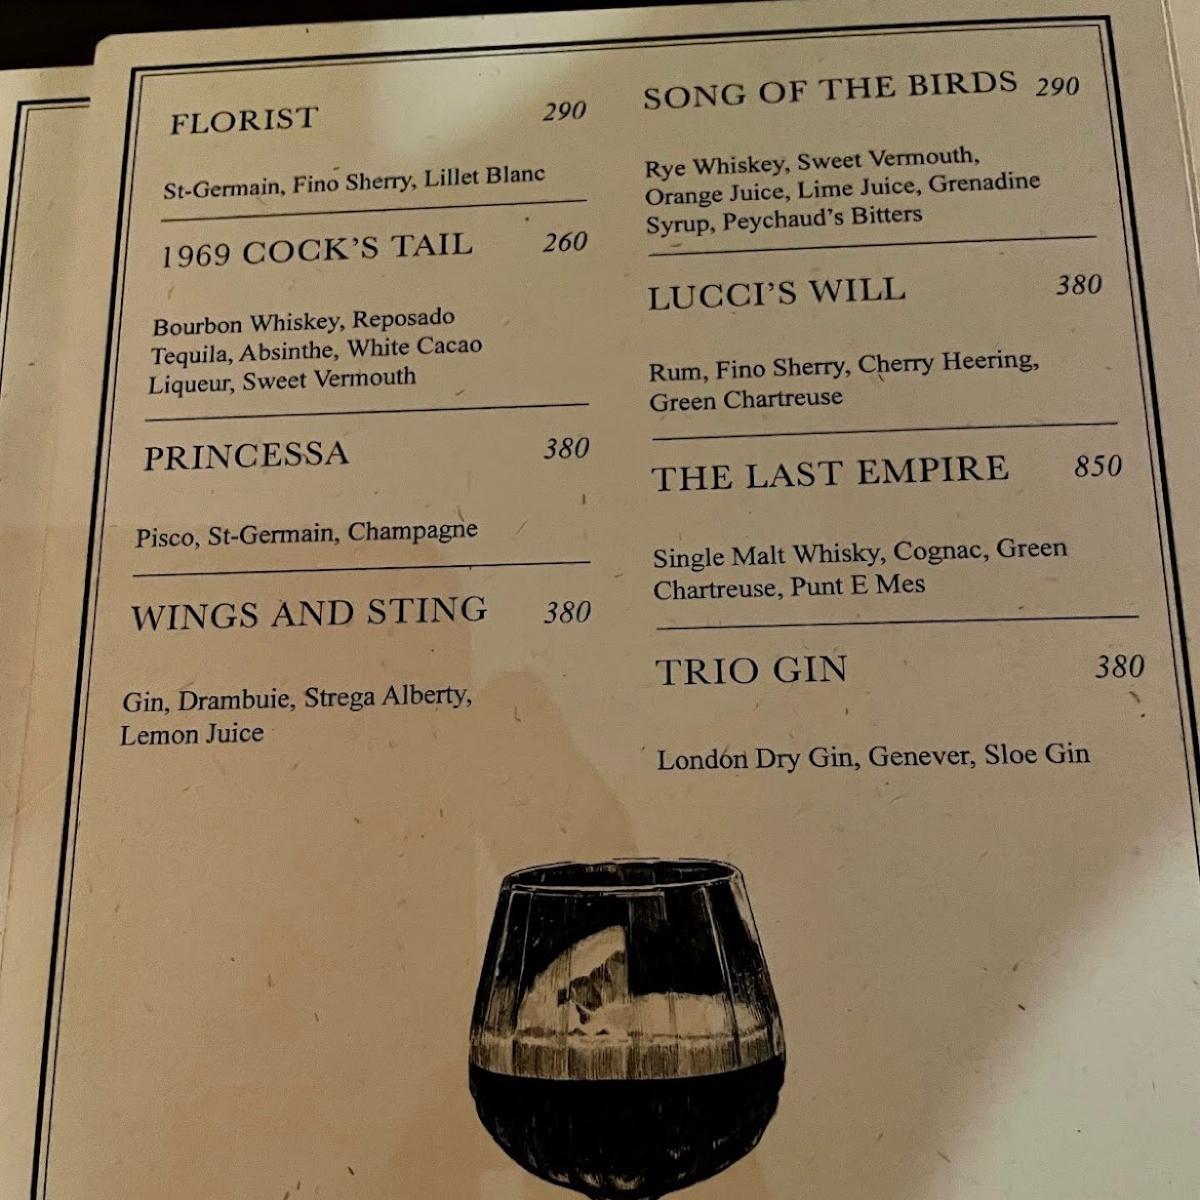 FLORIST 290
St-Germain, Fino Sherry, Lillet Blanc
1969 COCK'S TAIL 260
Bourbon Whiskey, Reposado
Tequila, Absinthe, White Cacao
Liqueur, Sweet Vermouth
PRINCESSA 380
Pisco, St-Germain, Champagne
WINGS AND STING 380
Gin, Drambuie, Strega Alberty,
Lemon Juice
SONG OF THE BIRDS 290
Rye Whiskey, Sweet Vermouth,
Orange Juice, Lime Juice, Grenadine
Syrup, Peychaud's Bitters
LUCCI'S WILL 380
Rum, Fino Sherry, Cherry Heering,
Green Chartreuse
THE LAST EMPIRE 850
Single Malt Whisky, Cognac, Green
Chartreuse, Punt E Mes
TRIO GIN 380
London Dry Gin, Genever, Sloe Gin